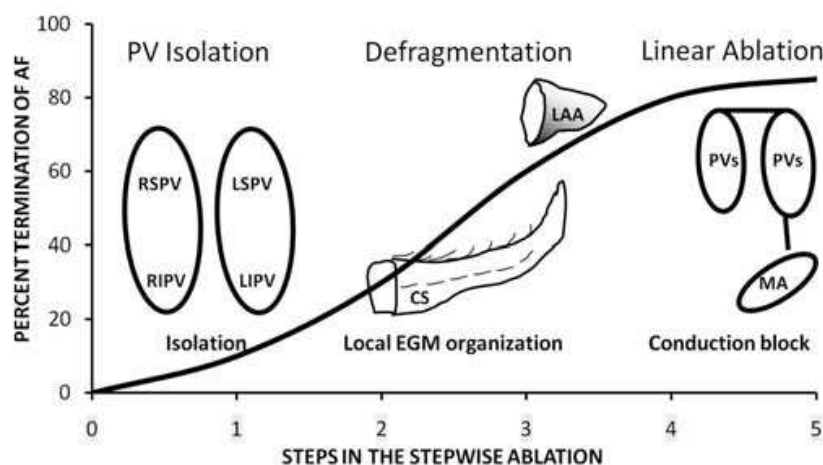 PERCENT TERMINATION OF AF
100
80
60
40
20
0
PV Isolation
Defragmentation
Linear Ablation
LAA
RSPV
LSPV
PVs
PVs
RIPV
LIPV
CS
MA
Isolation
Local EGM organization
Conduction block
0 1 2 3 4 5
STEPS IN THE STEPWISE ABLATION